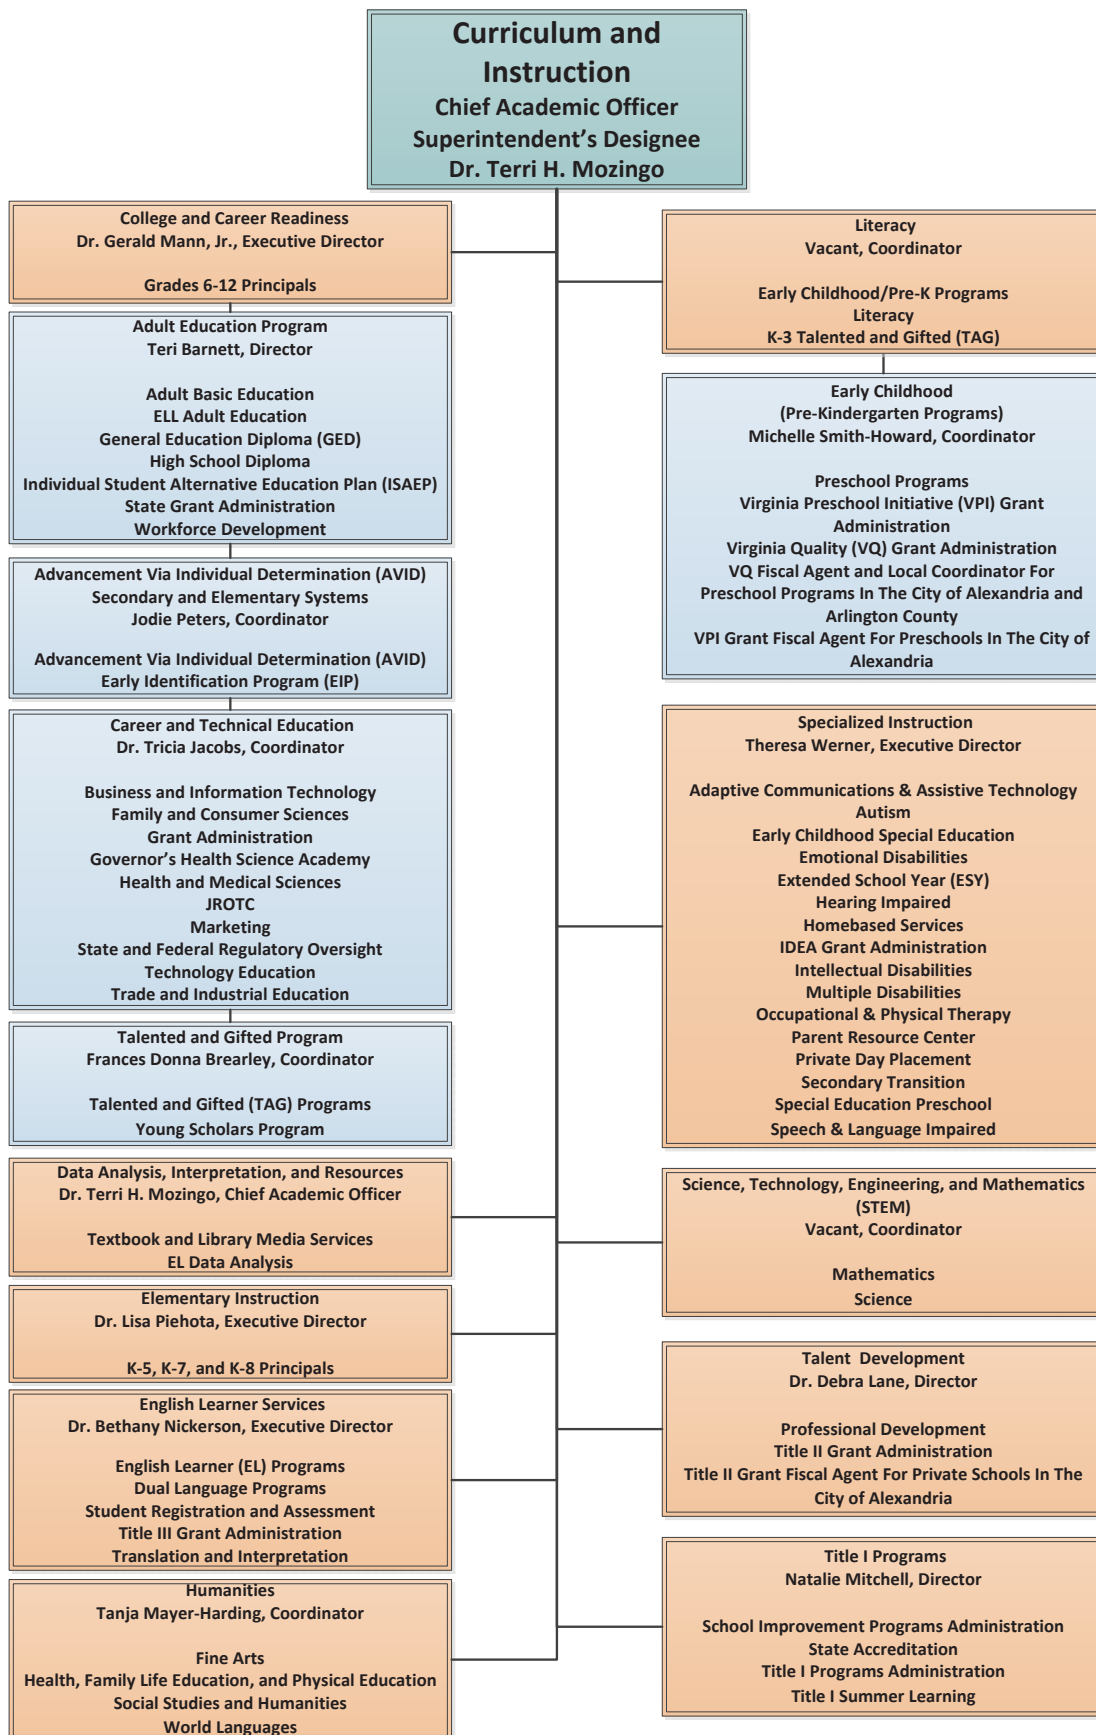 Curriculum and
Instruction
Chief Academic Officer
Superintendent’s Designee
Dr. Terri H. Mozingo
College and Career Readiness
Dr. Gerald Mann, Jr., Executive Director
Grades 6-12 Principals
Adult Education Program
Teri Barnett, Director
Adult Basic Education
ELL Adult Education
General Education Diploma (GED)
High School Diploma
Individual Student Alternative Education Plan (ISAEP)
State Grant Administration
Workforce Development
Advancement Via Individual Determination (AVID)
Secondary and Elementary Systems
Jodie Peters, Coordinator
Advancement Via Individual Determination (AVID)
Early Identification Program (EIP)
Career and Technical Education
Dr. Tricia Jacobs, Coordinator
Business and Information Technology
Family and Consumer Sciences
Grant Administration
Governor’s Health Science Academy
Health and Medical Sciences
JROTC
Marketing
State and Federal Regulatory Oversight
Technology Education
Trade and Industrial Education
Talented and Gifted Program
Frances Donna Brearley, Coordinator
Talented and Gifted (TAG) Programs
Young Scholars Program
Data Analysis, Interpretation, and Resources
Dr. Terri H. Mozingo, Chief Academic Officer
Textbook and Library Media Services
EL Data Analysis
Elementary Instruction
Dr. Lisa Piehota, Executive Director
K-5, K-7, and K-8 Principals
English Learner Services
Dr. Bethany Nickerson, Executive Director
English Learner (EL) Programs
Dual Language Programs
Student Registration and Assessment
Title III Grant Administration
Translation and Interpretation
Humanities
Tanja Mayer-Harding, Coordinator
Fine Arts
Health, Family Life Education, and Physical Education
Social Studies and Humanities
World Languages
Literacy
Vacant, Coordinator
Early Childhood/Pre-K Programs
Literacy
K-3 Talented and Gifted (TAG)
Early Childhood
(Pre-Kindergarten Programs)
Michelle Smith-Howard, Coordinator
Preschool Programs
Virginia Preschool Initiative (VPI) Grant
Administration
Virginia Quality (VQ) Grant Administration
VQ Fiscal Agent and Local Coordinator For
Preschool Programs In The City of Alexandria and
Arlington County
VPI Grant Fiscal Agent For Preschools In The City of
Alexandria
Specialized Instruction
Theresa Werner, Executive Director
Adaptive Communications & Assistive Technology
Autism
Early Childhood Special Education
Emotional Disabilities
Extended School Year (ESY)
Hearing Impaired
Homebased Services
IDEA Grant Administration
Intellectual Disabilities
Multiple Disabilities
Occupational & Physical Therapy
Parent Resource Center
Private Day Placement
Secondary Transition
Special Education Preschool
Speech & Language Impaired
Science, Technology, Engineering, and Mathematics
(STEM)
Vacant, Coordinator
Mathematics
Science
Talent Development
Dr. Debra Lane, Director
Professional Development
Title II Grant Administration
Title II Grant Fiscal Agent For Private Schools In The
City of Alexandria
Title I Programs
Natalie Mitchell, Director
School Improvement Programs Administration
State Accreditation
Title I Programs Administration
Title I Summer Learning